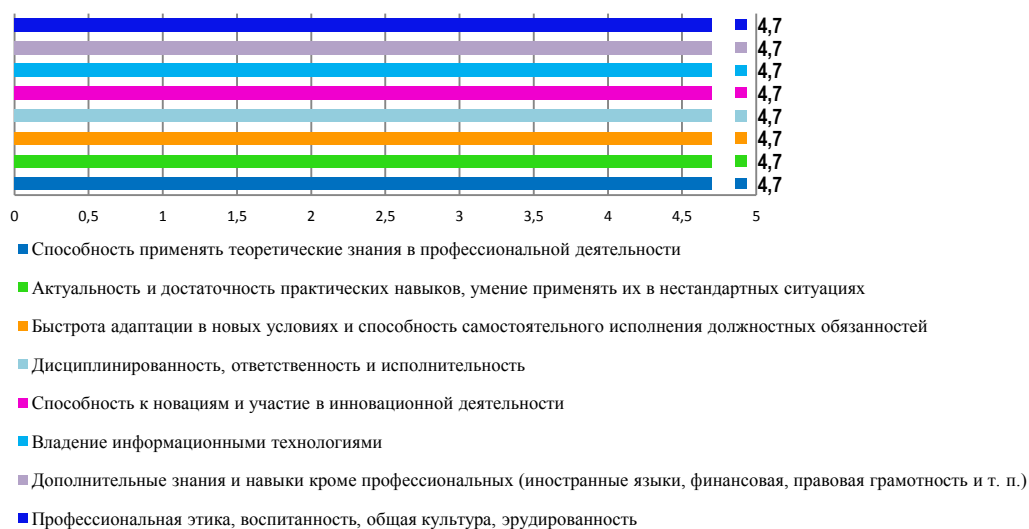 4,7
4,7
4,7
4,7
4,7
4,7
4,7
4,7
0 0,5 1 1,5 2 2,5 3 3,5 4 4,5 5
Способность применять теоретические знания в профессиональной деятельности
Актуальность и достаточность практических навыков, умение применять их в нестандартных ситуациях
Быстрота адаптации в новых условиях и способность самостоятельного исполнения должностных обязанностей
Дисциплинированность, ответственность и исполнительность
Способность к новациям и участие в инновационной деятельности
Владение информационными технологиями
Дополнительные знания и навыки кроме профессиональных (иностранные языки, финансовая, правовая грамотность и т. п.)
Профессиональная этика, воспитанность, общая культура, эрудированность